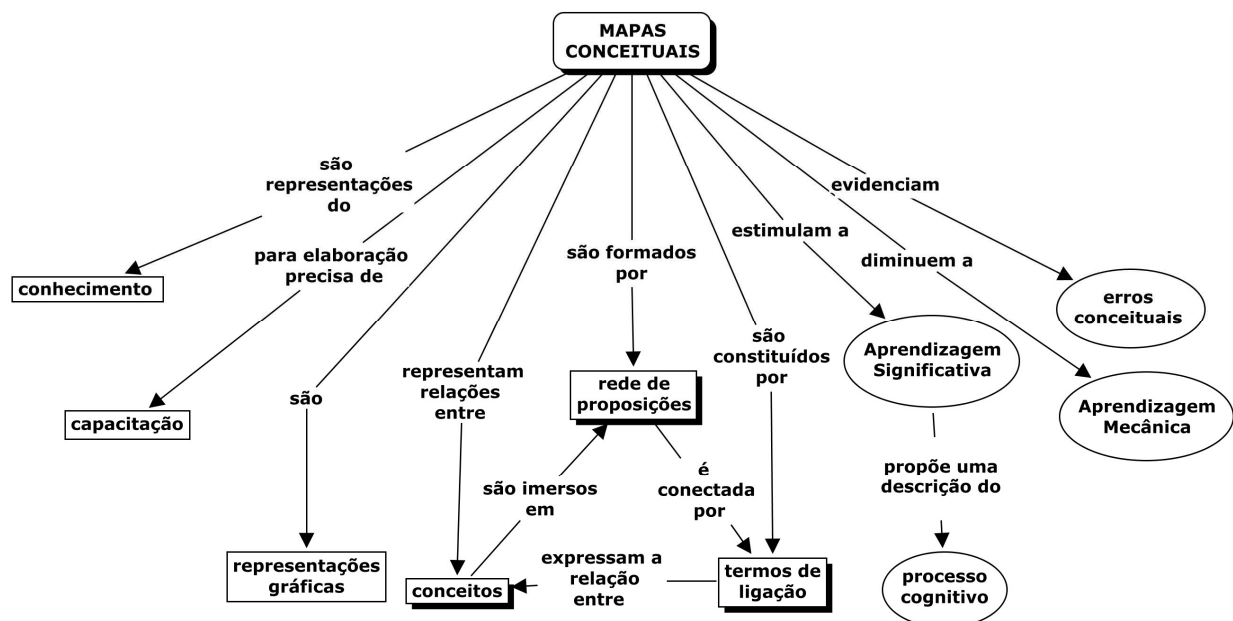 MAPAS
CONCEITUAIS
são
representações
do
conhecimento
para elaboração
precisa de
capacitação
são
representações
gráficas
representam
relações
entre
conceitos
são formados
por
rede de
proposições
são imersos
em
é
conectada
por
expressam a
relação
entre
são
constituídos
por
termos de
ligação
estimulam a
Aprendizagem
Significativa
propõe uma
descrição do
processo
cognitivo
diminuem a
Aprendizagem
Mecânica
evidenciam
erros
conceituais